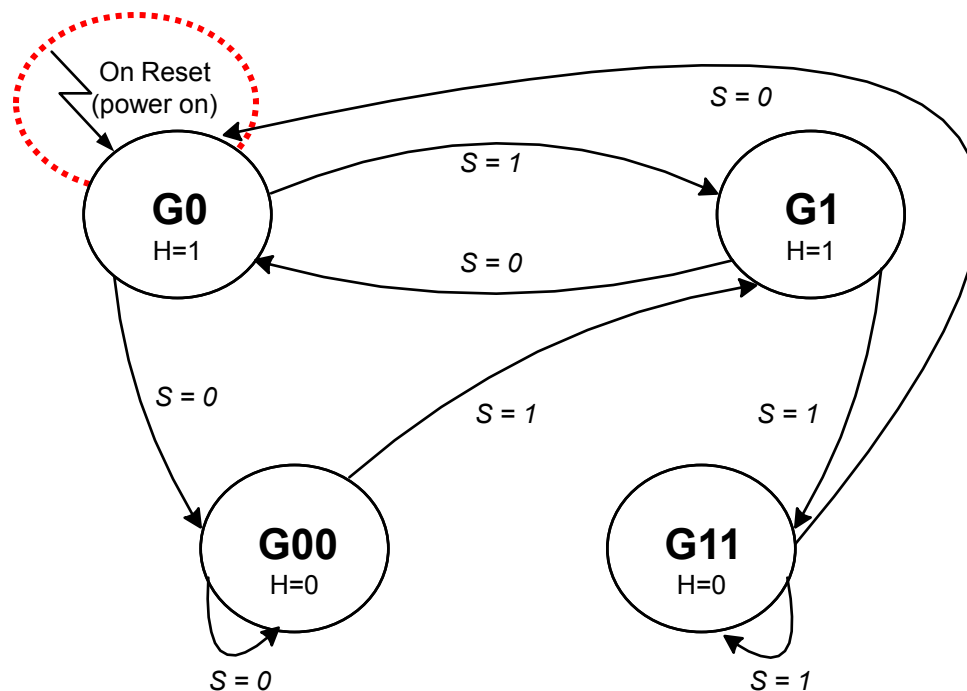 On Reset
(power on)
S = 0
S = 1
G0
H=1
G1
H=1
S = 0
S = 0
S = 1
S = 1
G00
H=0
G11
H=0
S = 0
S = 1